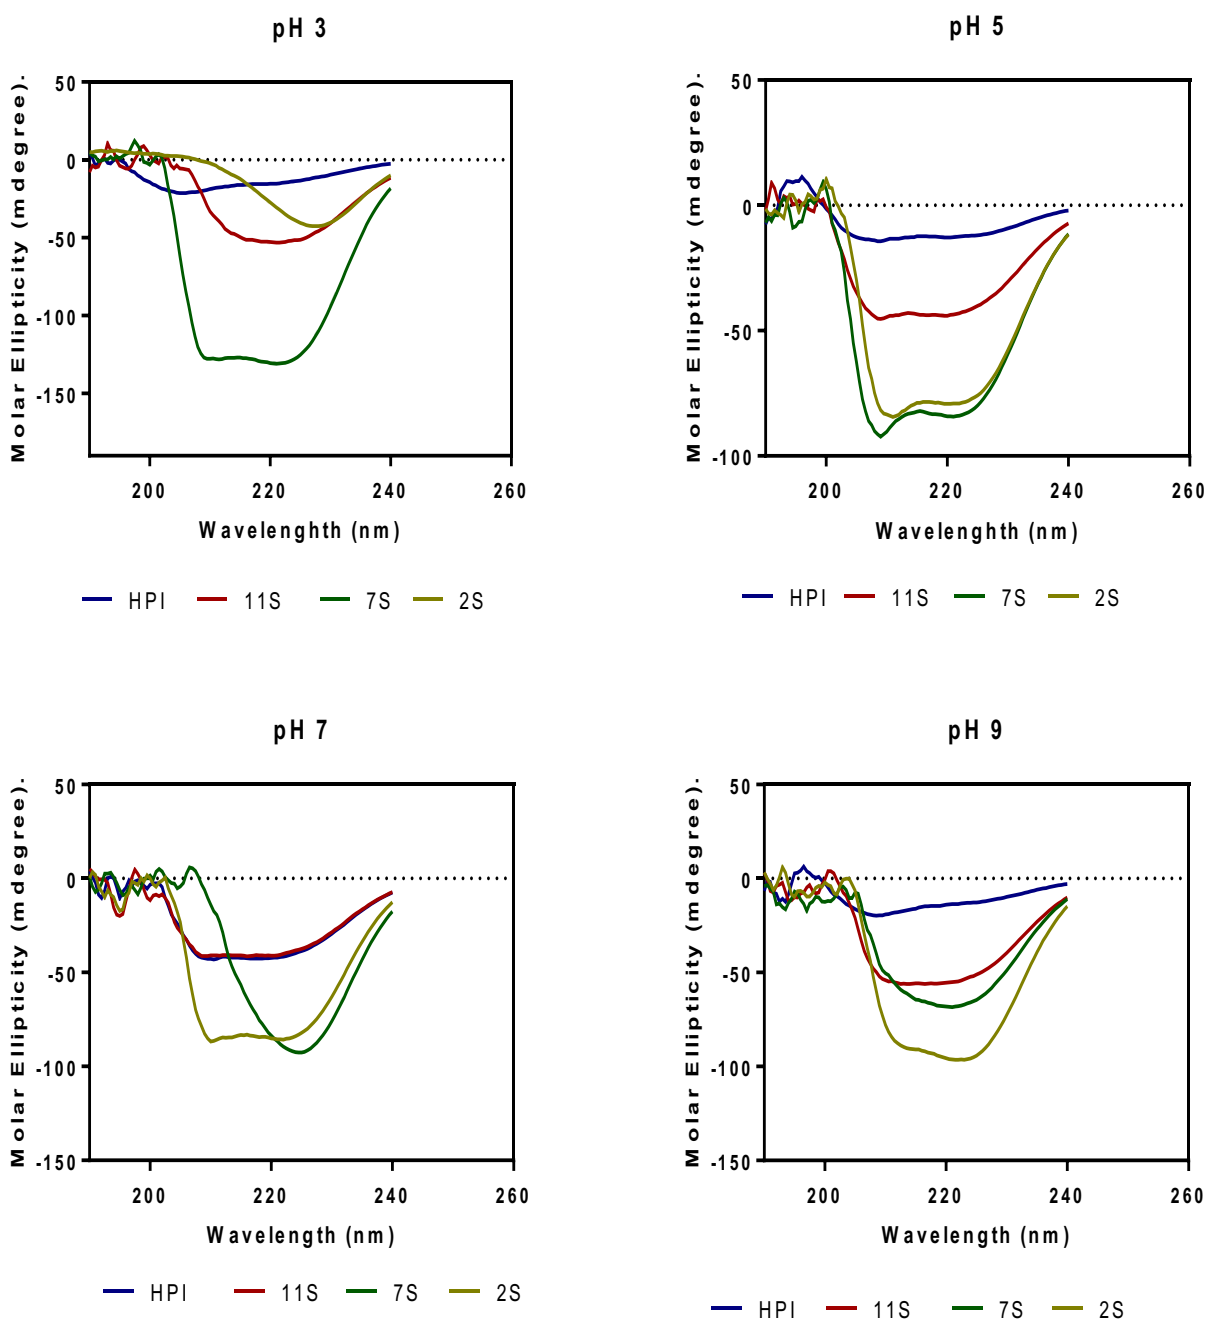 pH 3
Molar Ellipticity (mdegree).
50
0
-50
-100
-150
200 220 240 260
Wavelenghth (nm)
HPI 11S 7S 2S
pH 5
Molar Ellipticity (mdegree).
50
0
-50
-100
200 220 240 260
Wavelenghth (nm)
HPI 11S 7S 2S
pH 7
Molar Ellipticity (mdegree).
50
0
-50
-100
-150
200 220 240 260
Wavelength (nm)
HPI 11S 7S 2S
pH 9
Molar Ellipticity (mdegree).
50
0
-50
-100
-150
200 220 240 260
Wavelength (nm)
HPI 11S 7S 2S